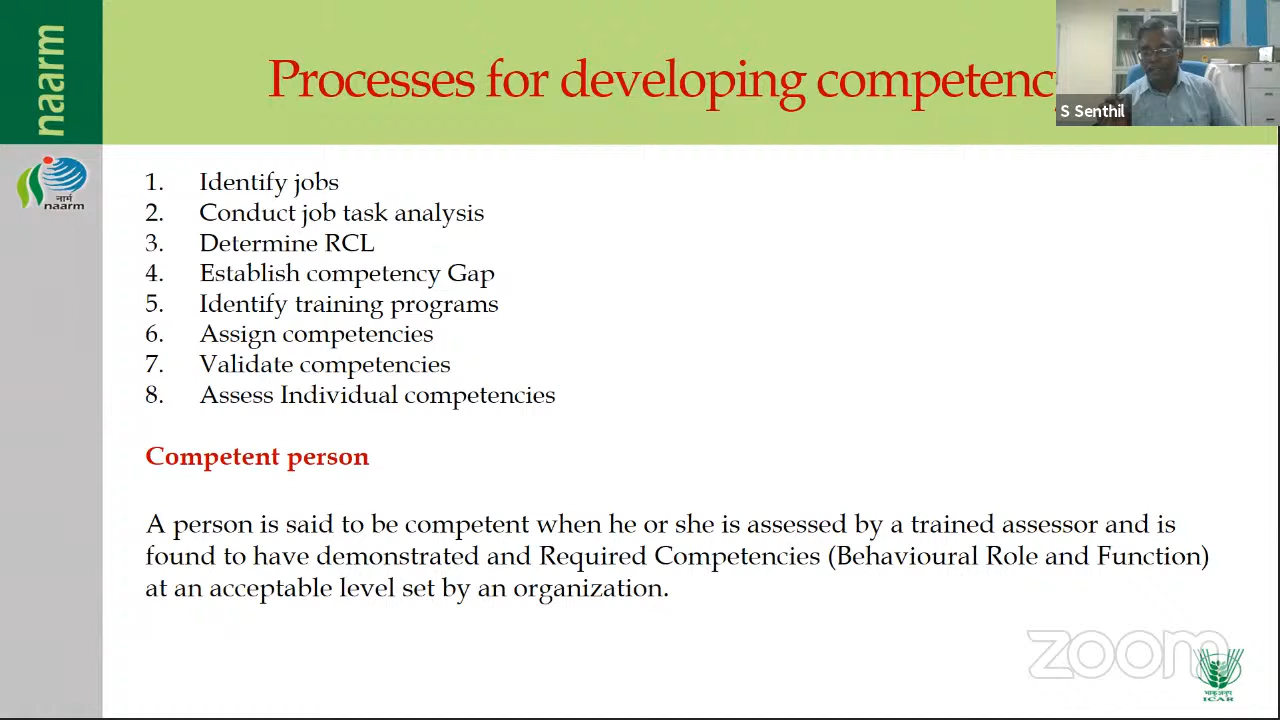 naarm
नार्म
naarm
Processes for developing competenc
S Senthil
1. Identify jobs
2. Conduct job task analysis
3. Determine RCL
4. Establish competency Gap
5. Identify training programs
6. Assign competencies
7. Validate competencies
8. Assess Individual competencies
Competent person
A person is said to be competent when he or she is assessed by a trained assessor and is
found to have demonstrated and Required Competencies (Behavioural Role and Function)
at an acceptable level set by an organization.
zoom
भाकृअनुप
ICAR